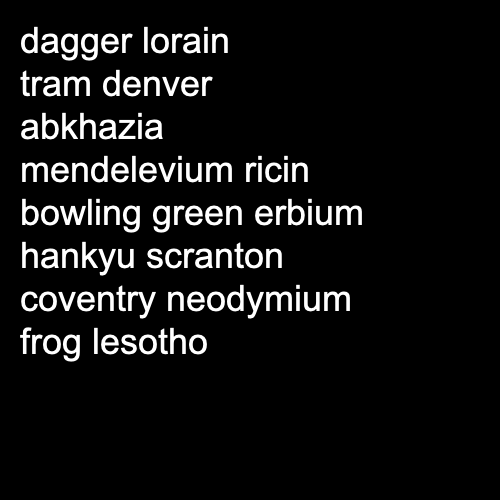 dagger lorain
tram denver
abkhazia
mendelevium ricin
bowling green erbium
hankyu scranton
coventry neodymium
frog lesotho